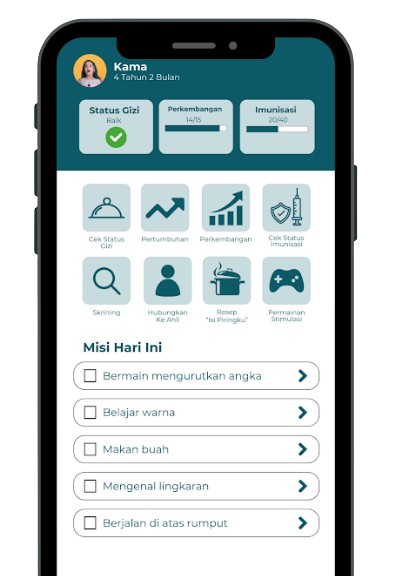 Kama
4 Tahun 2 Bulan
Status Gizi
Baik
Perkembangan
14/15
Imunisasi
20/40
Cek Status
Gizi
Pertumbuhan
Perkembangan
Cek Status
Imunisasi
Skrining
Hubungkan
Ke Ahli
Resep
"Isi Piringku"
Permainan
Stimulasi
Misi Hari Ini
Bermain mengurutkan angka
Belajar warna
Makan buah
Mengenal lingkaran
Berjalan di atas rumput